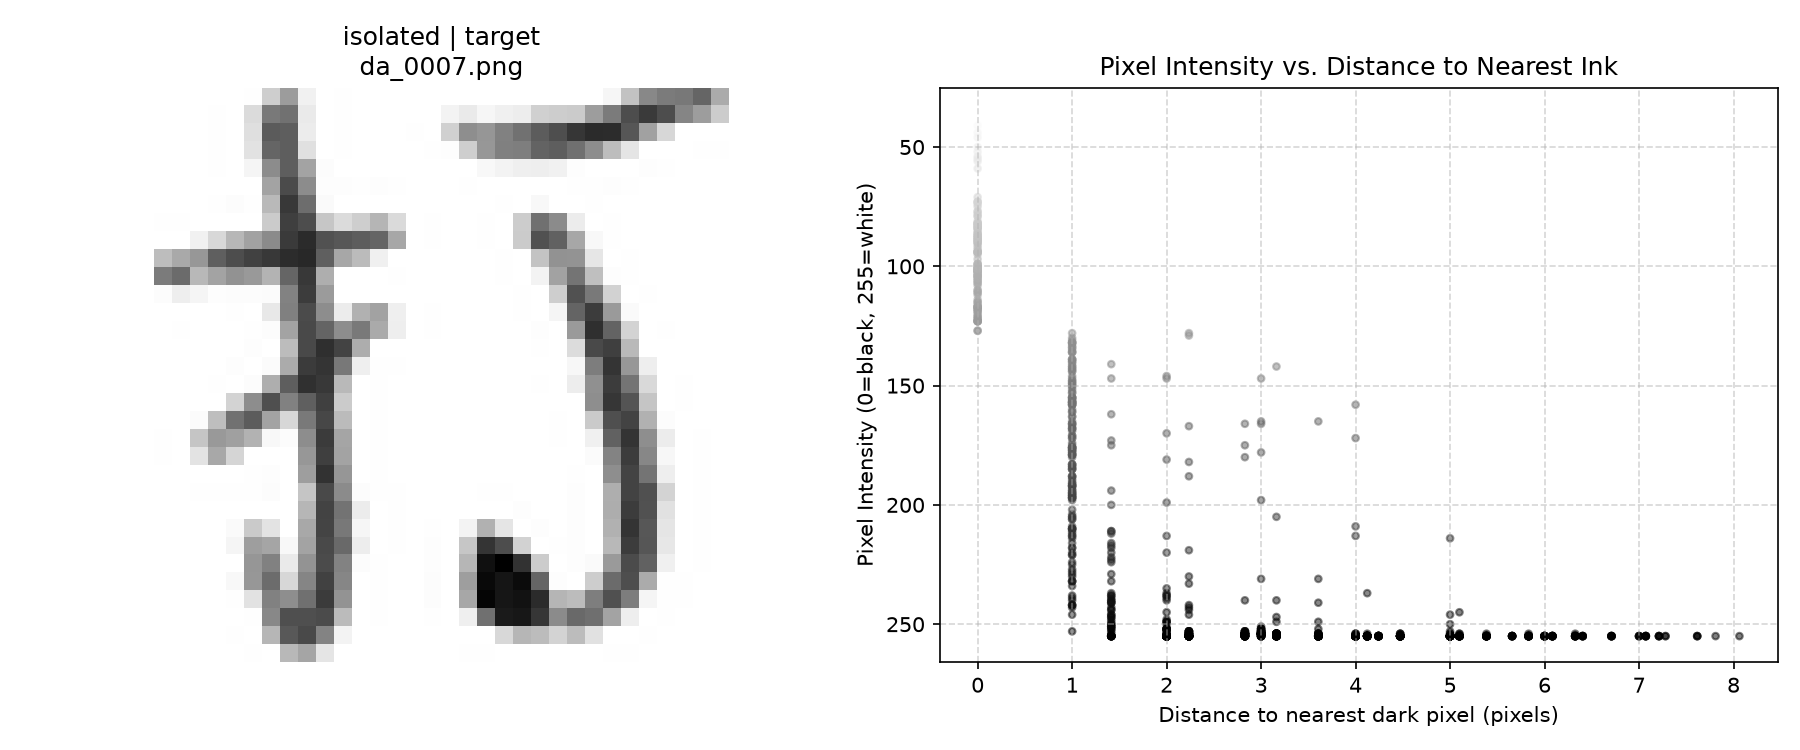 isolated | target
da_0007.png
打
Pixel Intensity vs. Distance to Nearest Ink
Pixel Intensity (0=black, 255=white)
50
100
150
200
250
0 1 2 3 4 5 6 7 8
Distance to nearest dark pixel (pixels)